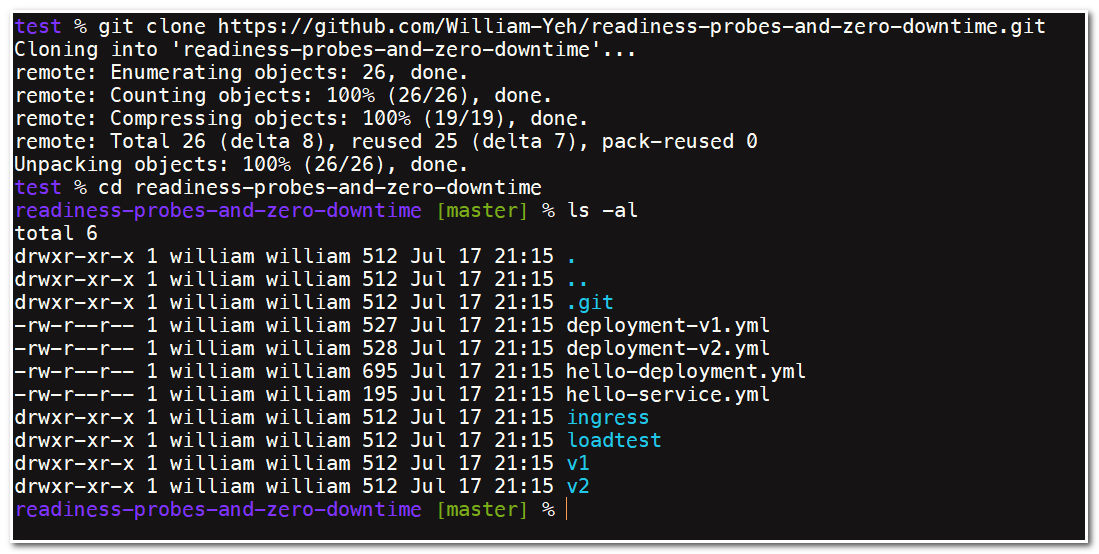 test % git clone https://github.com/William-Yeh/readiness-probes-and-zero-downtime.git
Cloning into 'readiness-probes-and-zero-downtime'...
remote: Enumerating objects: 26, done.
remote: Counting objects: 100% (26/26), done.
remote: Compressing objects: 100% (19/19), done.
remote: Total 26 (delta 8), reused 25 (delta 7), pack-reused 0
Unpacking objects: 100% (26/26), done.
test % cd readiness-probes-and-zero-downtime
readiness-probes-and-zero-downtime [master] % ls -al
total 6
drwxr-xr-x 1 william william 512 Jul 17 21:15 .
drwxr-xr-x 1 william william 512 Jul 17 21:15 ..
drwxr-xr-x 1 william william 512 Jul 17 21:15 .git
-rw-r--r-- 1 william william 527 Jul 17 21:15 deployment-v1.yml
-rw-r--r-- 1 william william 528 Jul 17 21:15 deployment-v2.yml
-rw-r--r-- 1 william william 695 Jul 17 21:15 hello-deployment.yml
-rw-r--r-- 1 william william 195 Jul 17 21:15 hello-service.yml
drwxr-xr-x 1 william william 512 Jul 17 21:15 ingress
drwxr-xr-x 1 william william 512 Jul 17 21:15 loadtest
drwxr-xr-x 1 william william 512 Jul 17 21:15 v1
drwxr-xr-x 1 william william 512 Jul 17 21:15 v2
readiness-probes-and-zero-downtime [master] %